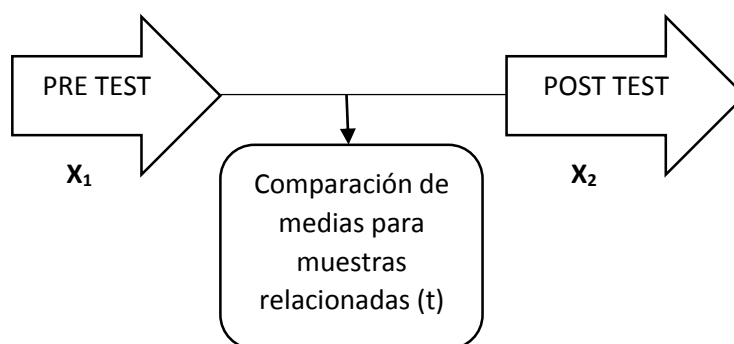 PRE TEST
POST TEST
X₁
X₂
Comparación de
medias para
muestras
relacionadas (t)